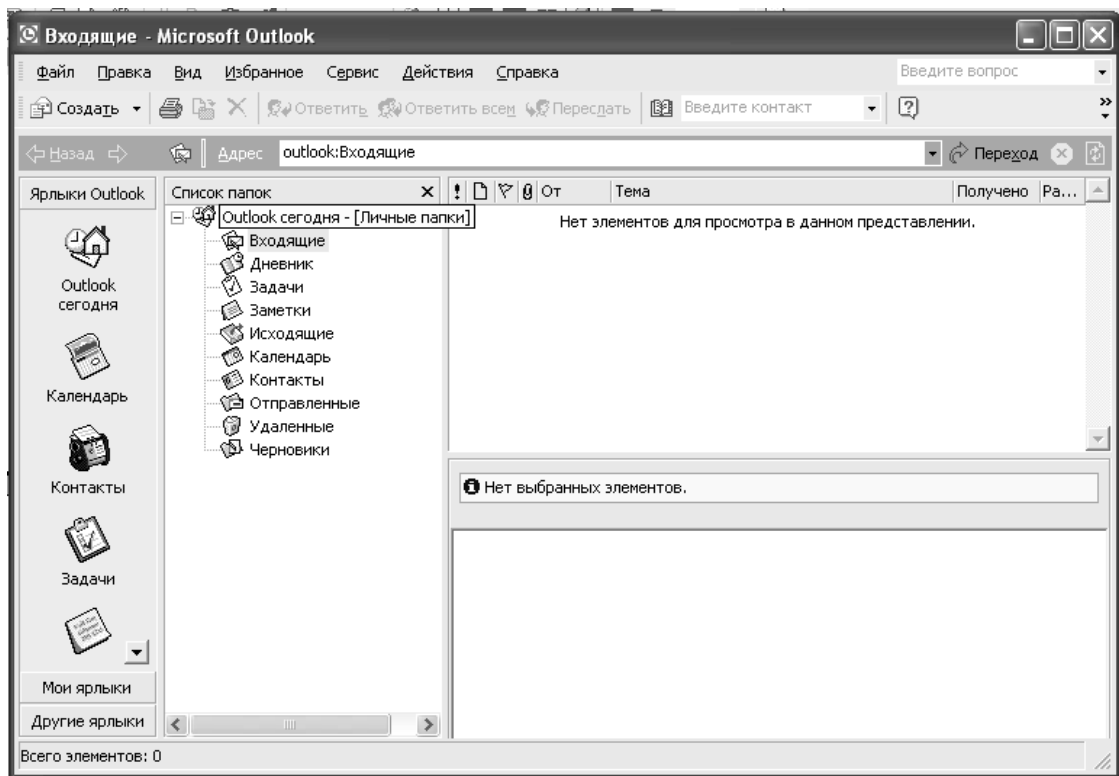 Входящие - Microsoft Outlook
Файл Правка Вид Избранное Сервис Действия Справка Введите вопрос
Создать Ответить Ответить всем Переслать Введите контакт
Назад Адрес outlook:Входящие Переход
Ярлыки Outlook
Outlook сегодня
Календарь
Контакты
Задачи
Мои ярлыки
Другие ярлыки
Список папок
Outlook сегодня - [Личные папки]
Входящие
Дневник
Задачи
Заметки
Исходящие
Календарь
Контакты
Отправленные
Удаленные
Черновики
От Тема Получено Ра...
Нет элементов для просмотра в данном представлении.
Нет выбранных элементов.
Всего элементов: 0